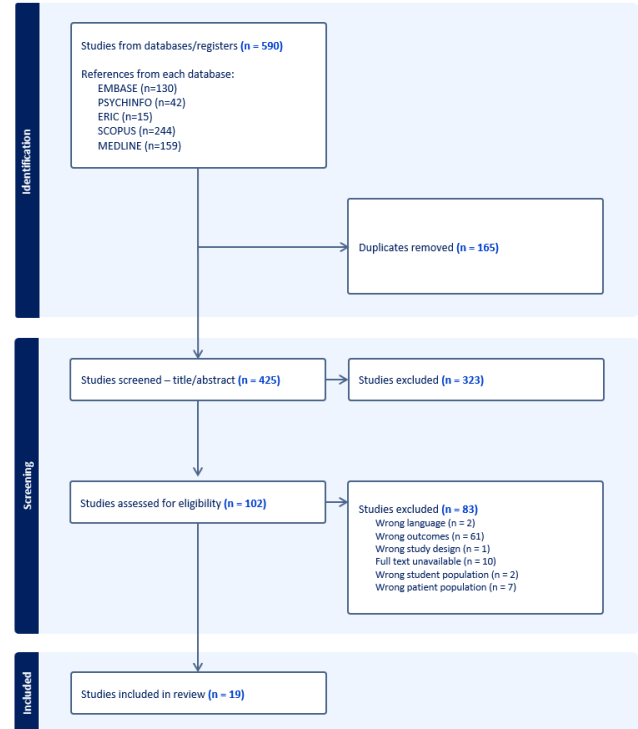 Identification
Studies from databases/registers (n = 590)
References from each database:
EMBASE (n=130)
PSYCHINFO (n=42)
ERIC (n=15)
SCOPUS (n=244)
MEDLINE (n=159)
Duplicates removed (n = 165)
Screening
Studies screened – title/abstract (n = 425)
Studies excluded (n = 323)
Studies assessed for eligibility (n = 102)
Studies excluded (n = 83)
Wrong language (n = 2)
Wrong outcomes (n = 61)
Wrong study design (n = 1)
Full text unavailable (n = 10)
Wrong student population (n = 2)
Wrong patient population (n = 7)
Included
Studies included in review (n = 19)